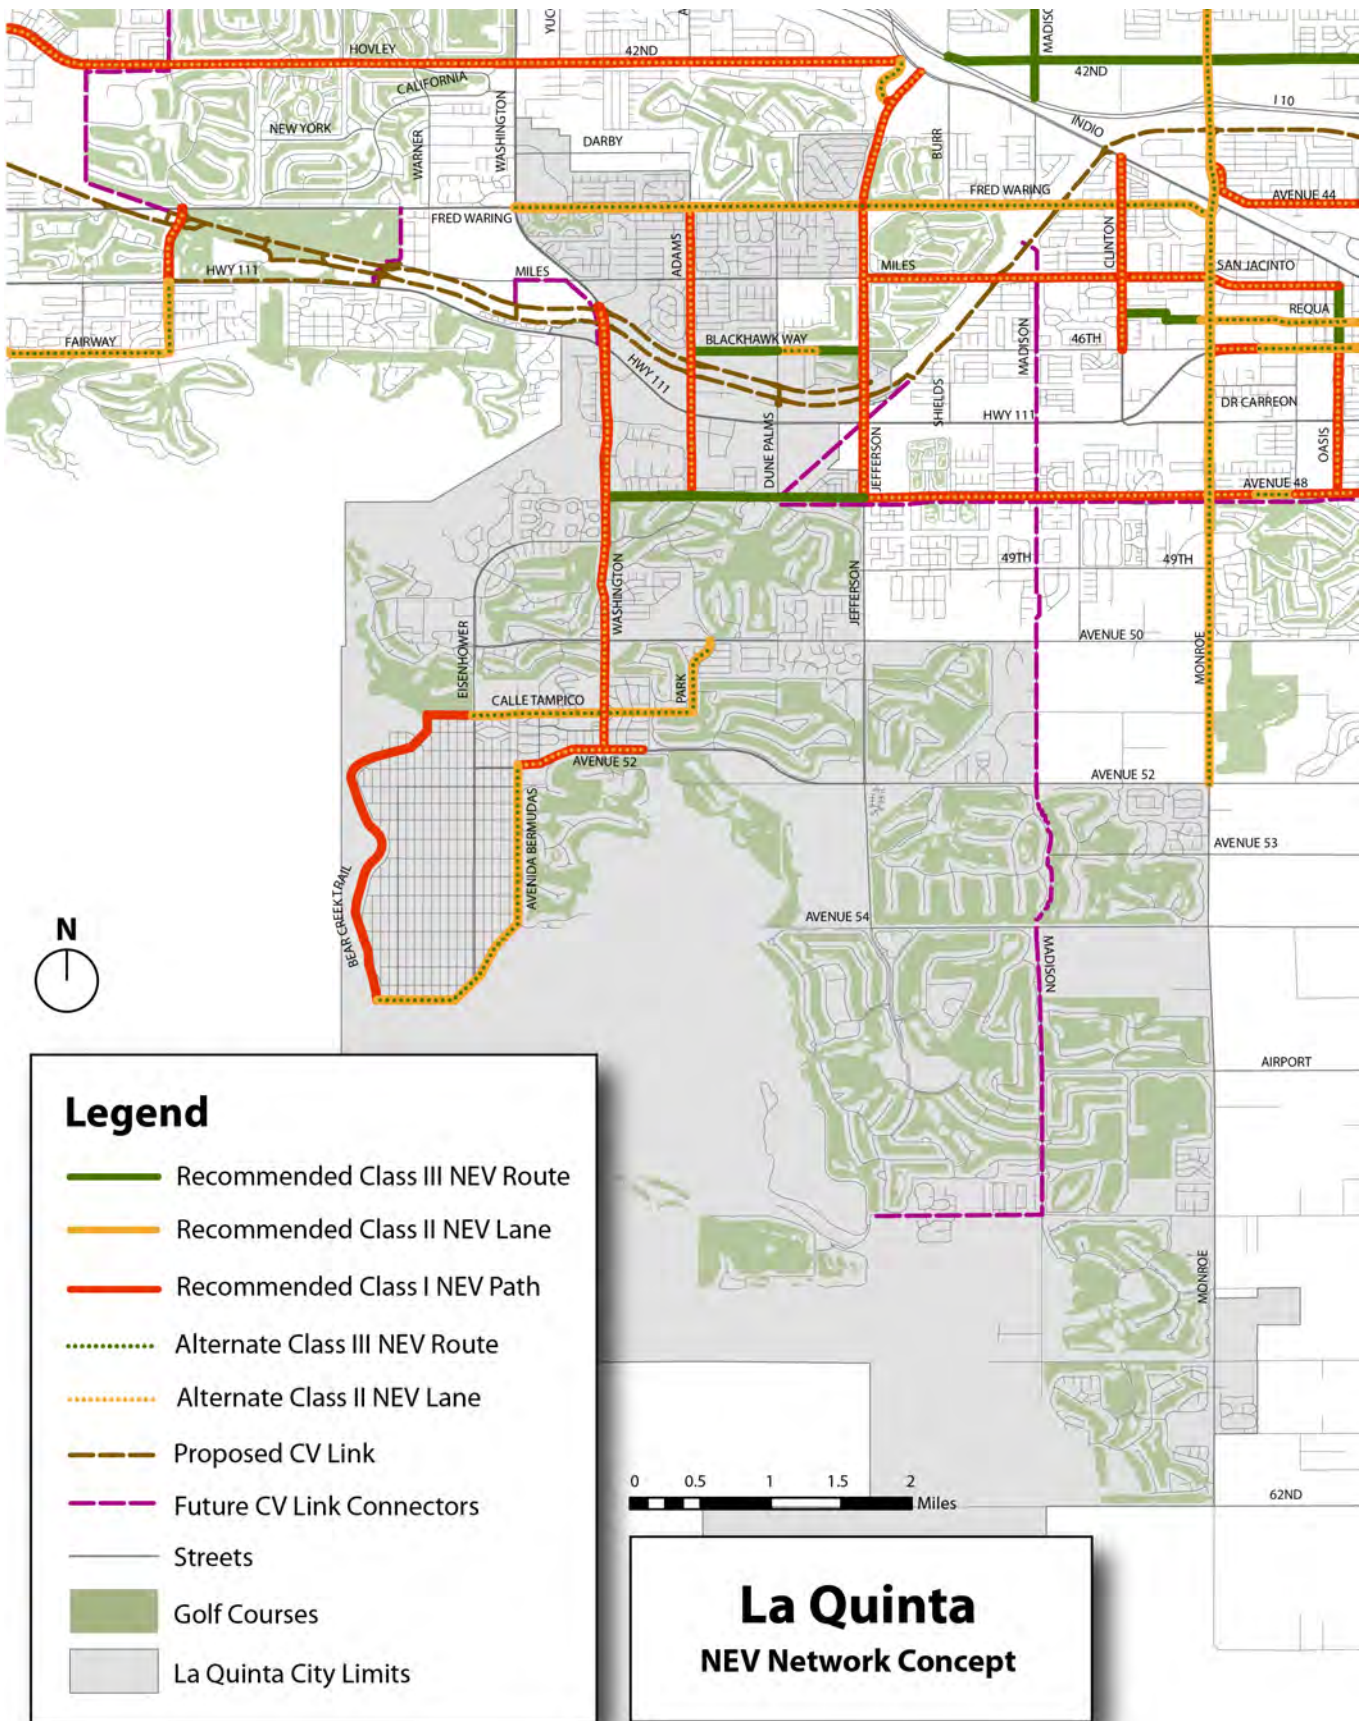 YUC
A
MADISO
HOVLEY
42ND
42ND
CALIFORNIA
WASHINGTON
I 10
NEW YORK
WARNER
DARBY
BURR
INDIO
FRED WARING
AVENUE 44
FRED WARING
ADAMS
CLINTON
HWY 111
MILES
MILES
SAN JACINTO
REQUA
FAIRWAY
BLACKHAWK WAY
46TH
MADISON
HWY 111
SHIELDS
DR CARREON
HWY 111
DUNE PALMS
JEFFERSON
OASIS
AVENUE 48
49TH
49TH
WASHINGTON
JEFFERSON
EISENHOWER
AVENUE 50
MONROE
PARK
CALLE TAMPICO
AVENUE 52
AVENUE 52
AVENIDA BERMUDAS
AVENUE 53
BEAR CREEK TRAIL
AVENUE 54
N
MADISON
AIRPORT
MONROE
62ND
Legend
Recommended Class III NEV Route
Recommended Class II NEV Lane
Recommended Class I NEV Path
Alternate Class III NEV Route
Alternate Class II NEV Lane
Proposed CV Link
Future CV Link Connectors
Streets
Golf Courses
La Quinta City Limits
0 0.5 1 1.5 2
Miles
La Quinta
NEV Network Concept